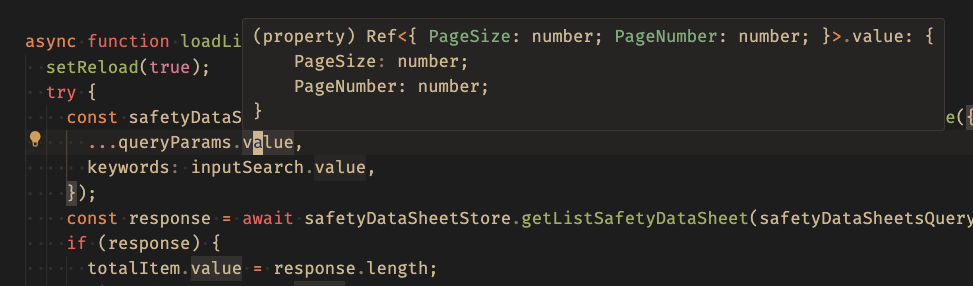 async function loadLi
(property) Ref<{ PageSize: number; PageNumber: number; }>.value: {
PageSize: number;
PageNumber: number;
}
setReload(true);
try {
const safetyDataS e({
...queryParams.value,
keywords: inputSearch.value,
});
const response = await safetyDataSheetStore.getListSafetyDataSheet(safetyDataSheetsQuery
if (response) {
totalItem.value = response.length;